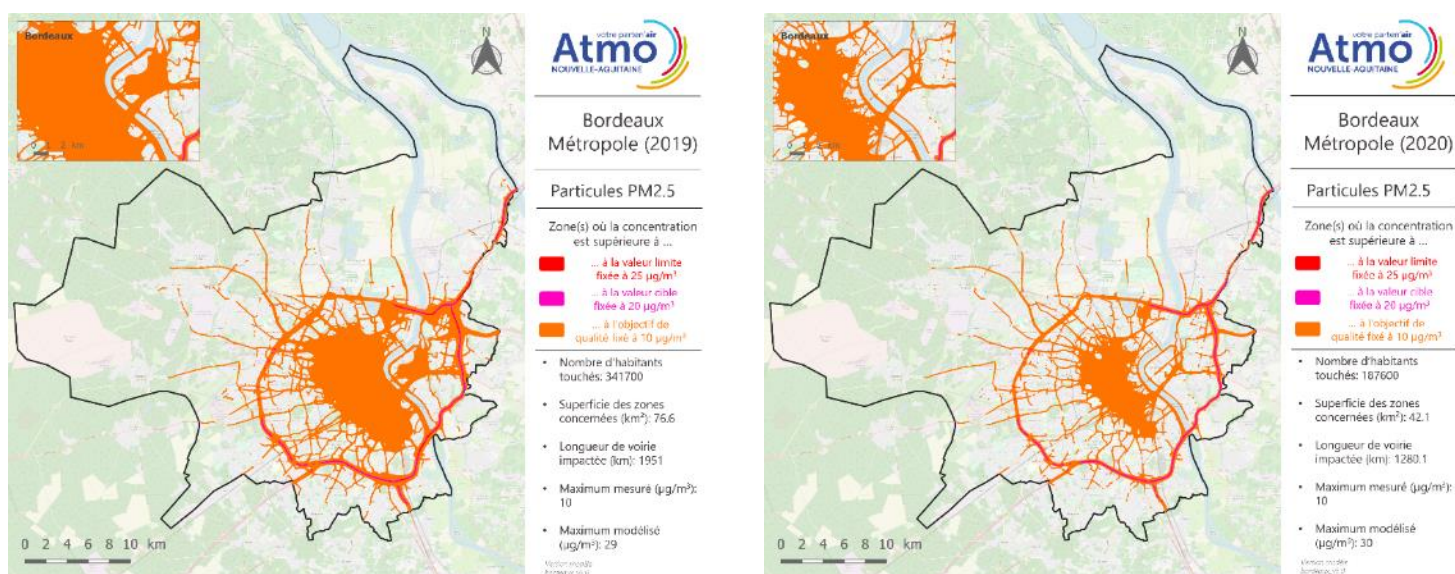 Bordeaux
0 1 2 km
N
0 2 4 6 8 10 km
votre parten'air
Atmo
NOUVELLE-AQUITAINE
Bordeaux
Métropole (2019)
Particules PM2.5
Zone(s) où la concentration
est supérieure à ...
... à la valeur limite
fixée à 25 µg/m³
... à la valeur cible
fixée à 20 µg/m³
... à l'objectif de
qualité fixé à 10 µg/m³
• Nombre d'habitants
touchés: 341700
• Superficie des zones
concernées (km²): 76.6
• Longueur de voirie
impactée (km): 1951
• Maximum mesuré (µg/m³):
10
• Maximum modélisé
(µg/m³): 29
Bordeaux
km
N
0 2 4 6 8 10 km
votre parten'air
Atmo
NOUVELLE-AQUITAINE
Bordeaux
Métropole (2020)
Particules PM2.5
Zone(s) où la concentration
est supérieure à ...
... à la valeur limite
fixée à 25 µg/m³
... à la valeur cible
fixée à 20 µg/m³
... à l'objectif de
qualité fixé à 10 µg/m³
• Nombre d'habitants
touchés: 187600
• Superficie des zones
concernées (km²): 42.1
• Longueur de voirie
impactée (km): 1280.1
• Maximum mesuré (µg/m³):
10
• Maximum modélisé
(µg/m³): 30